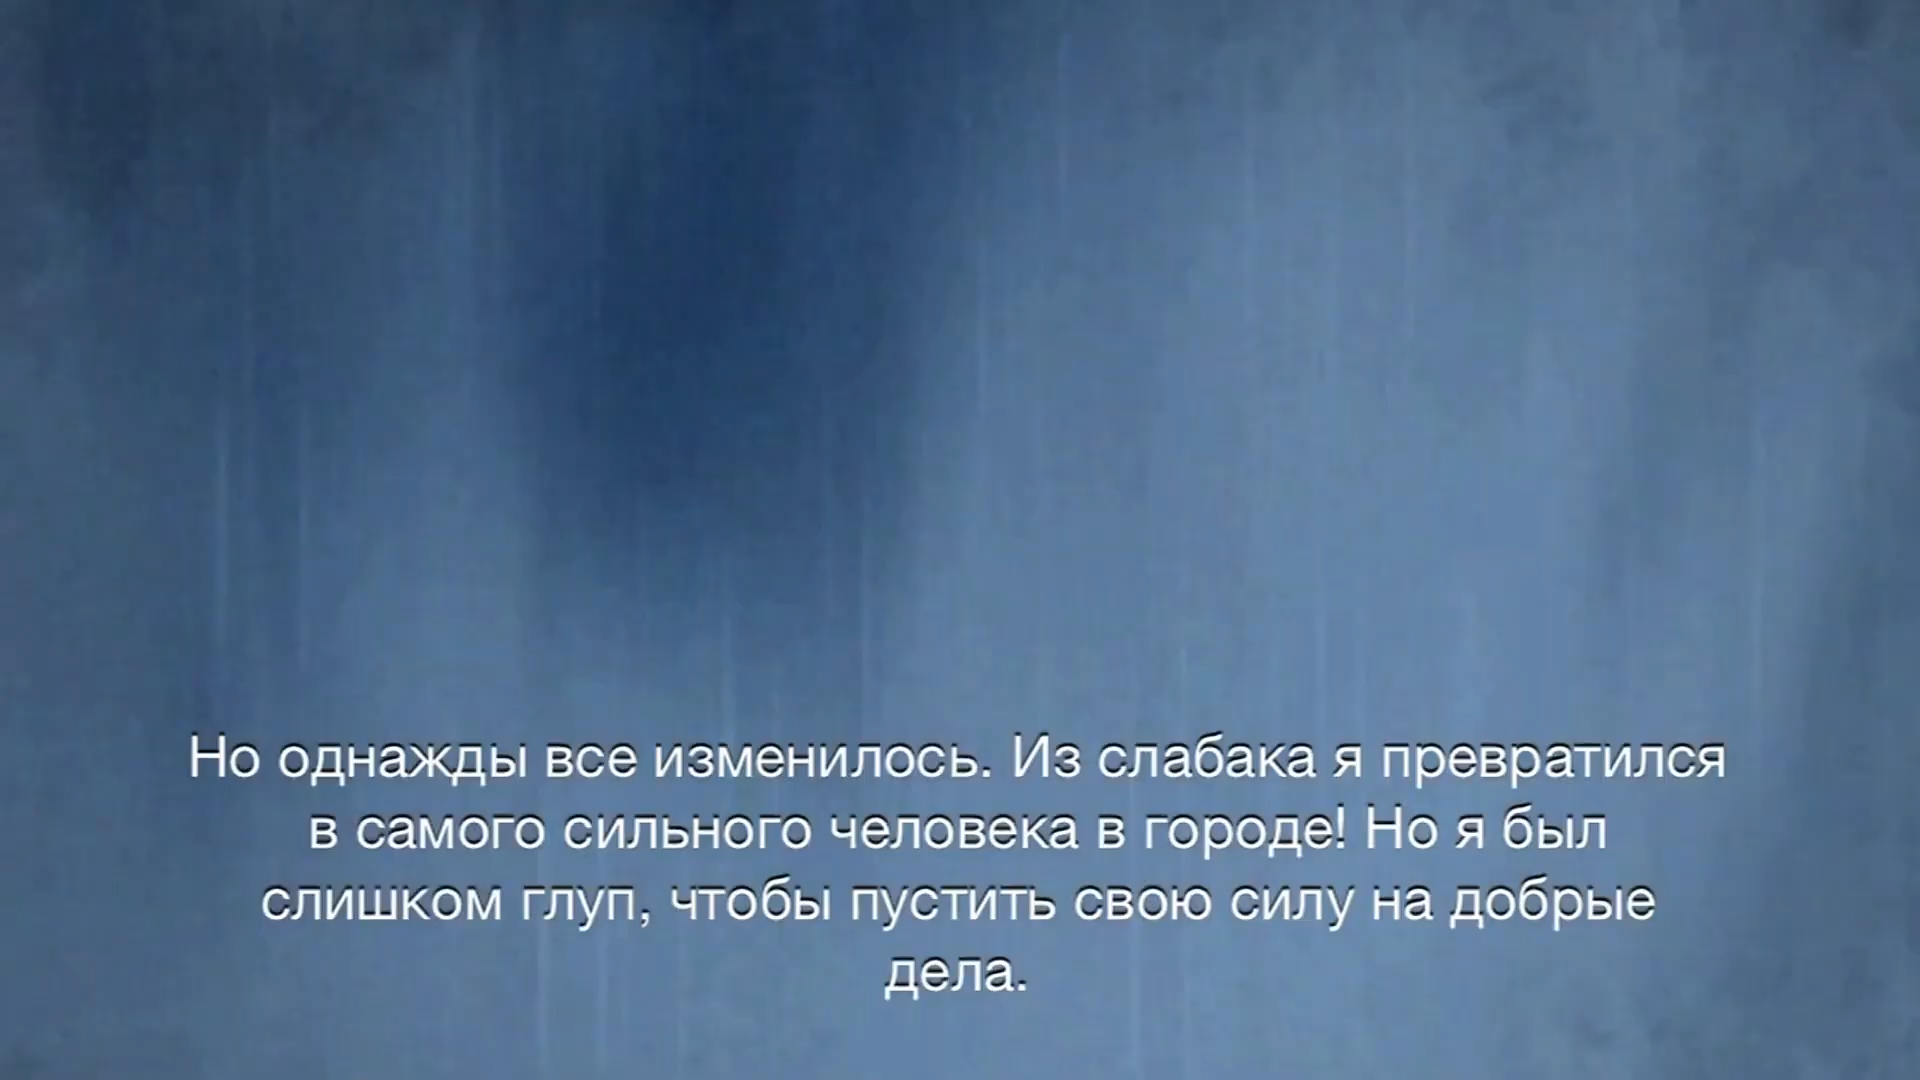 Но однажды все изменилось. Из слабака я превратился
в самого сильного человека в городе! Но я был
слишком глуп, чтобы пустить свою силу на добрые
дела.